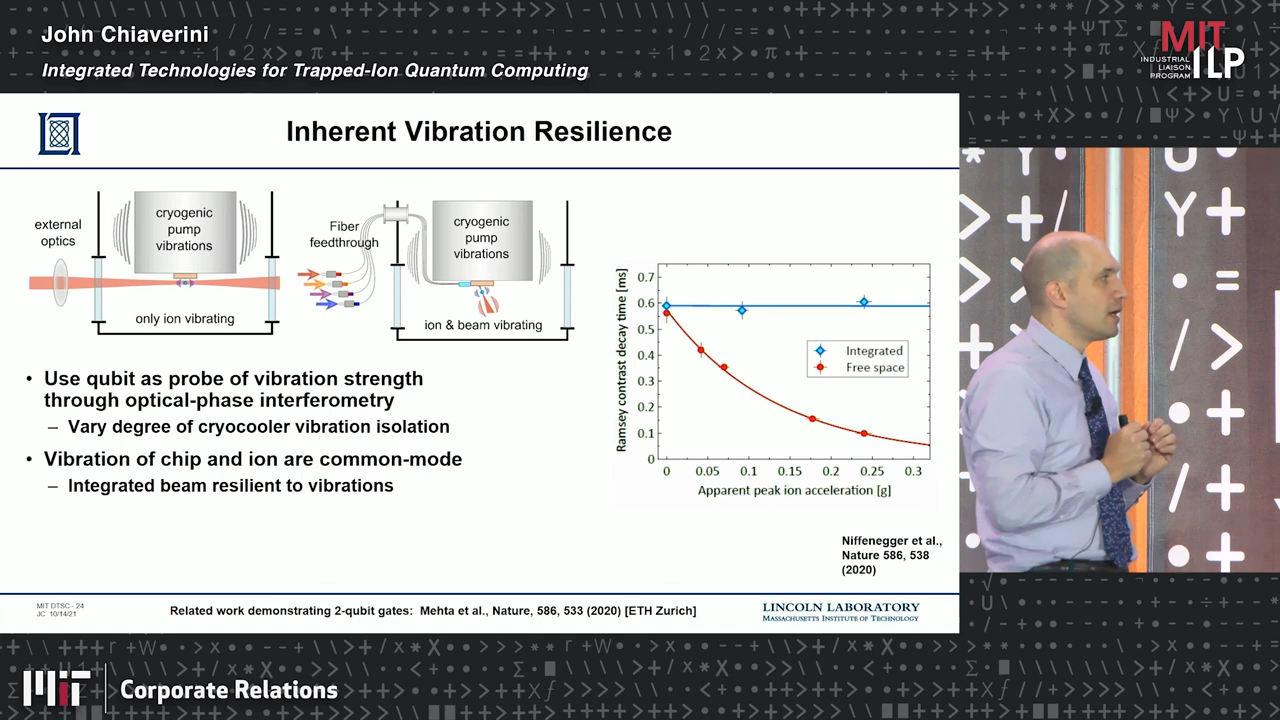 John Chiaverini
Integrated Technologies for Trapped-Ion Quantum Computing
MIT
INDUSTRIAL
LIAISON
PROGRAM
ILP
Inherent Vibration Resilience
external
optics
cryogenic
pump
vibrations
only ion vibrating
Fiber
feedthrough
cryogenic
pump
vibrations
ion & beam vibrating
• Use qubit as probe of vibration strength
through optical-phase interferometry
– Vary degree of cryocooler vibration isolation
• Vibration of chip and ion are common-mode
– Integrated beam resilient to vibrations
Ramsey contrast decay time [ms]
0.7
0.6
0.5
0.4
0.3
0.2
0.1
0
Integrated
Free space
0 0.05 0.1 0.15 0.2 0.25 0.3
Apparent peak ion acceleration [g]
Niffenegger et al.,
Nature 586, 538
(2020)
MIT DTSC - 24
JC 10/14/21
Related work demonstrating 2-qubit gates: Mehta et al., Nature, 586, 533 (2020) [ETH Zurich]
LINCOLN LABORATORY
MASSACHUSETTS INSTITUTE OF TECHNOLOGY
MIT Corporate Relations